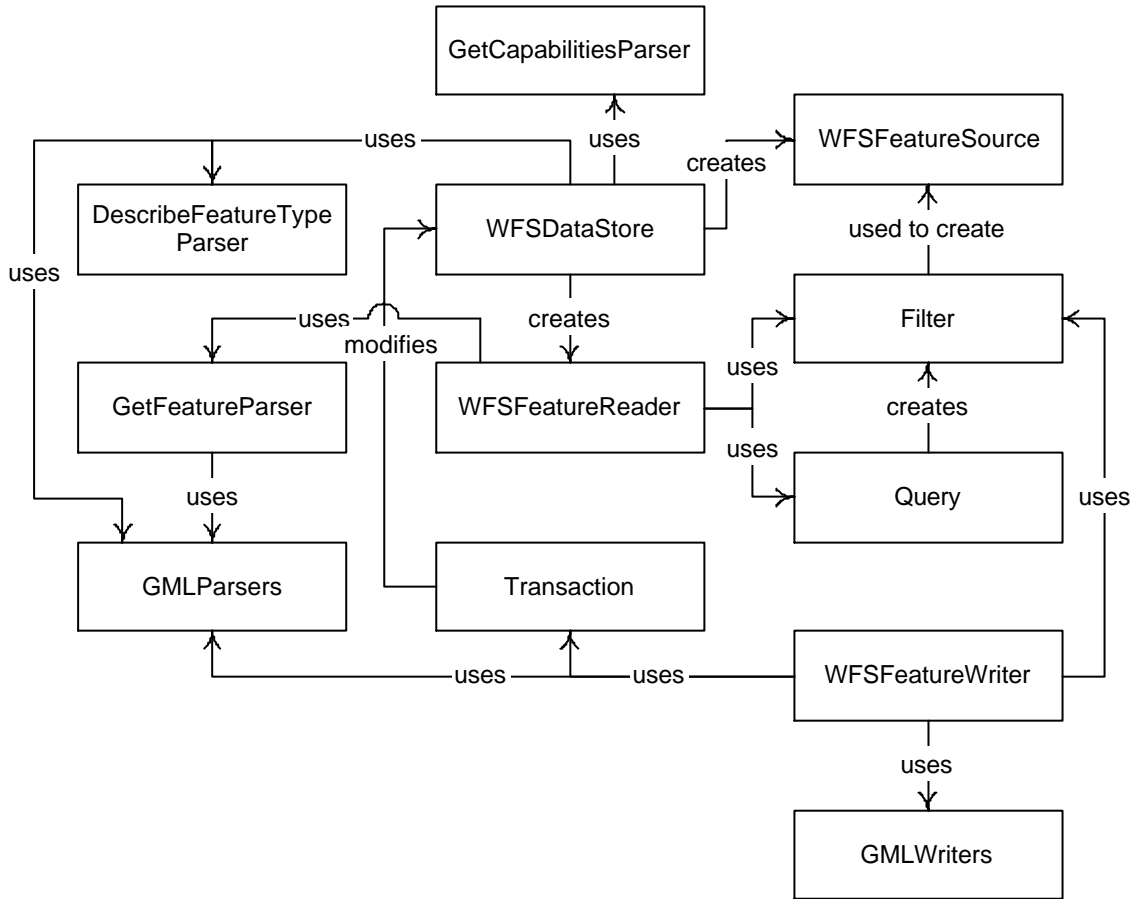 GetCapabilitiesParser
uses
uses
creates
WFSFeatureSource
DescribeFeatureType
Parser
WFSDataStore
used to create
uses
uses
modifies
creates
Filter
uses
GetFeatureParser
WFSFeatureReader
creates
uses
uses
Query
uses
GMLParsers
Transaction
uses
uses
WFSFeatureWriter
uses
GMLWriters